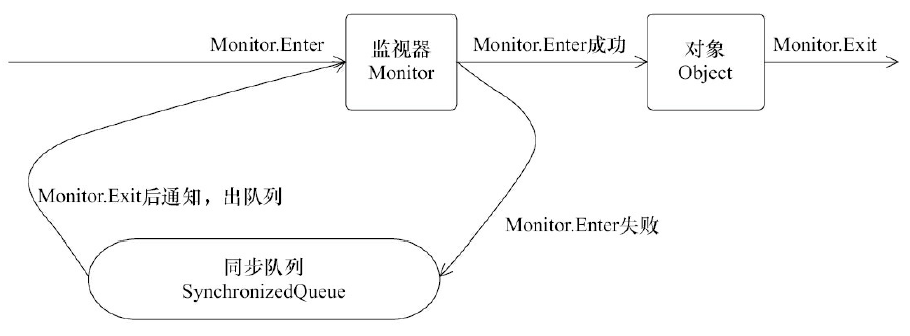 Monitor.Enter
监视器
Monitor
Monitor.Enter成功
对象
Object
Monitor.Exit
Monitor.Exit后通知，出队列
Monitor.Enter失败
同步队列
SynchronizedQueue